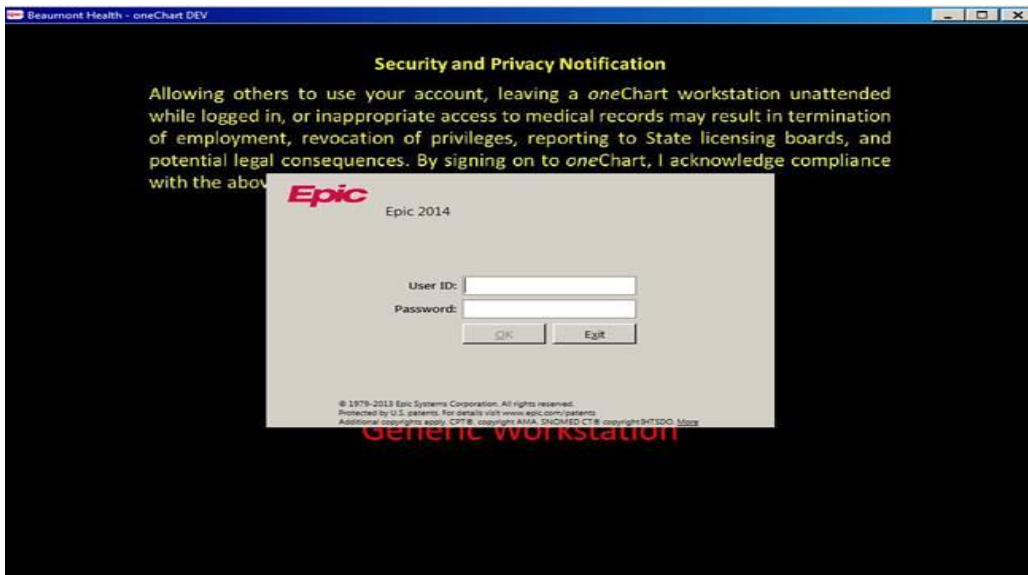 Beaumont Health - oneChart DEV
Security and Privacy Notification
Allowing others to use your account, leaving a oneChart workstation unattended
while logged in, or inappropriate access to medical records may result in termination
of employment, revocation of privileges, reporting to State licensing boards, and
potential legal consequences. By signing on to oneChart, I acknowledge compliance
with the abov
Epic
Epic 2014
User ID:
Password:
OK Exit
© 1979-2013 Epic Systems Corporation. All rights reserved.
Protected by U.S. patents. For details visit www.epic.com/patents
Additional copyrights apply. CPT®, copyright AMA, SNOMED CT® copyright IHTSDO. More
Generic Workstation